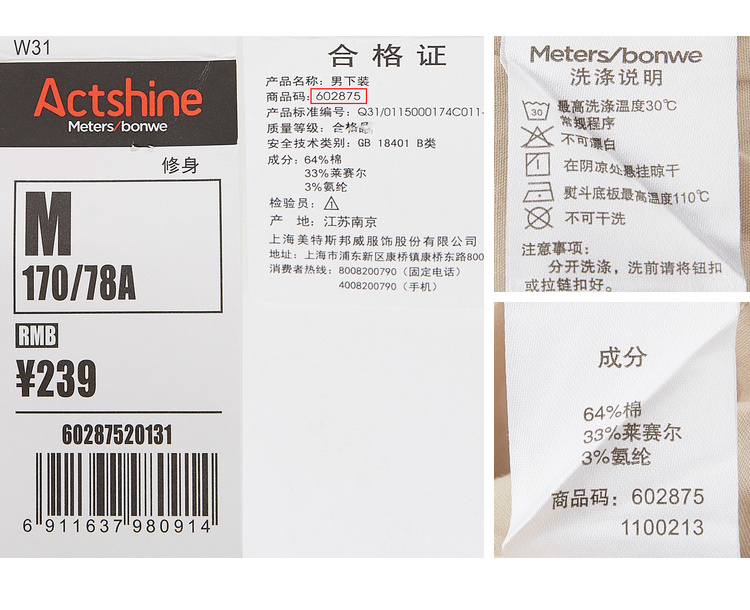 W31
Actshine
Meters/bonwe
修身
M
170/78A
RMB
¥239
60287520131
6 911637 980914
合格证
产品名称：男下装
商品码：602875
产品标准编号：Q31/0115000174C011-
质量等级：合格品
安全技术类别：GB 18401 B类
成分：64%棉
33%莱赛尔
3%氨纶
检验员：
产 地：江苏南京
上海美特斯邦威服饰股份有限公司
地址：上海市浦东新区康桥镇康桥东路800
消费者热线：8008200790（固定电话）
4008200790（手机）
Meters/bonwe
洗涤说明
30
最高洗涤温度30℃
常规程序
不可漂白
在阴凉处悬挂晾干
熨斗底板最高温度110℃
不可干洗
注意事项：
分开洗涤，洗前请将钮扣
或拉链扣好。
成分
64%棉
33%莱赛尔
3%氨纶
商品码：602875
1100213